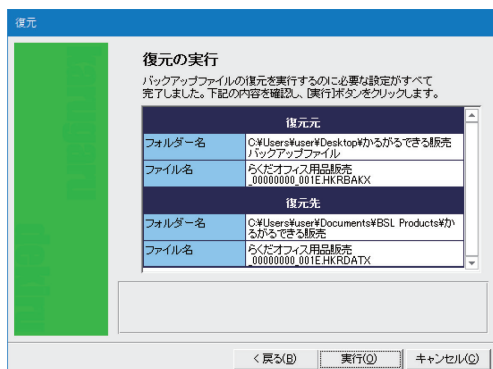 復元
復元の実行
バックアップファイルの復元を実行するのに必要な設定がすべて
完了しました。下記の内容を確認し、[実行]ボタンをクリックします。
復元元
フォルダー名
C:¥Users¥user¥Desktop¥かるがるできる販売
バックアップファイル
ファイル名
らくだオフィス用品販売
_00000000_001E.HKRBAKX
復元先
フォルダー名
C:¥Users¥user¥Documents¥BSL Products¥か
るがるできる販売
ファイル名
らくだオフィス用品販売
_00000000_001E.HKRDATX
karugaru
dekiru
< 戻る(B)
実行(O)
キャンセル(C)